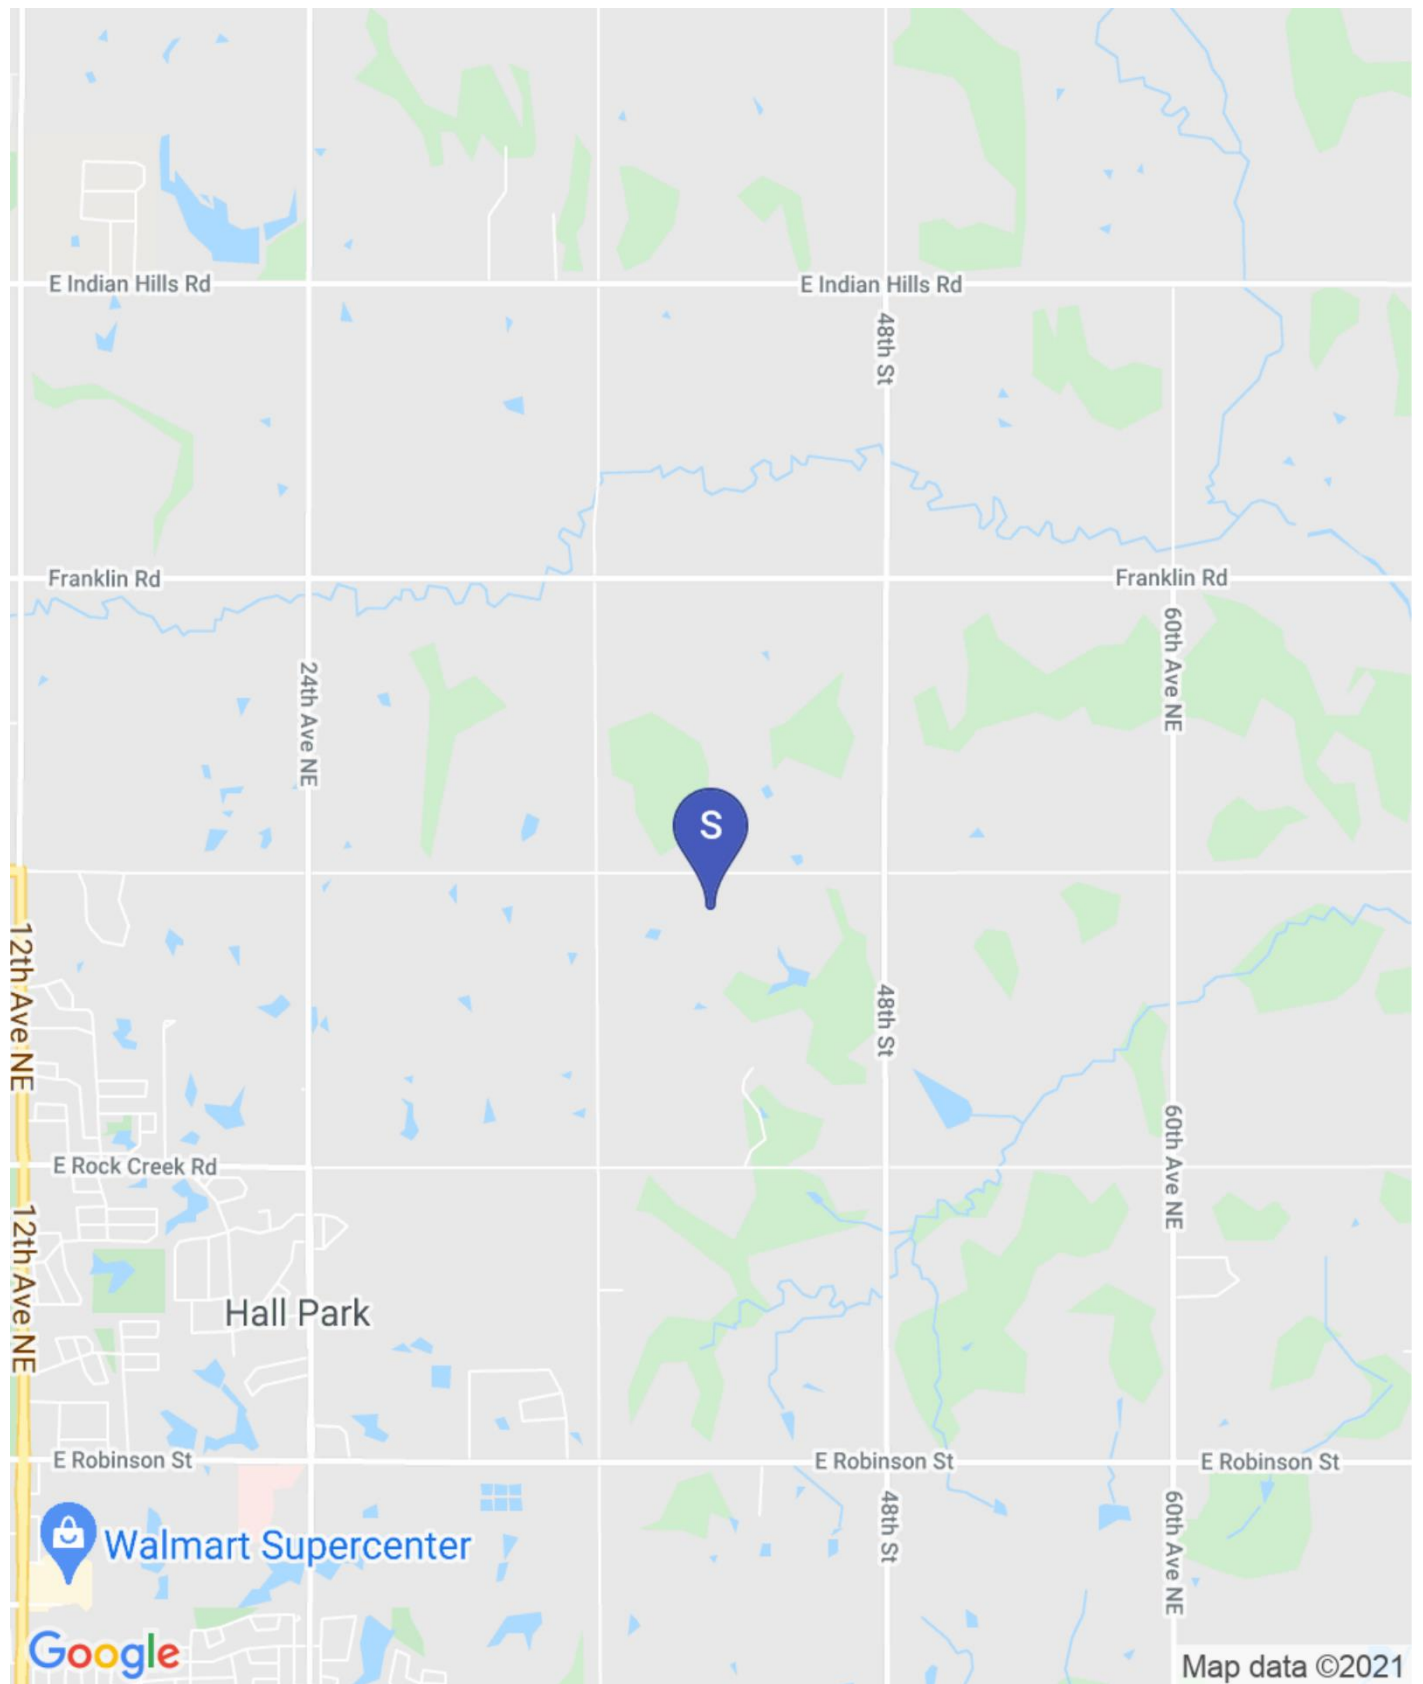 E Indian Hills Rd
E Indian Hills Rd
48th St
Franklin Rd
Franklin Rd
60th Ave NE
24th Ave NE
S
12th Ave NE
48th St
60th Ave NE
E Rock Creek Rd
12th Ave NE
Hall Park
E Robinson St
E Robinson St
E Robinson St
48th St
60th Ave NE
Walmart Supercenter
Google
Map data ©2021